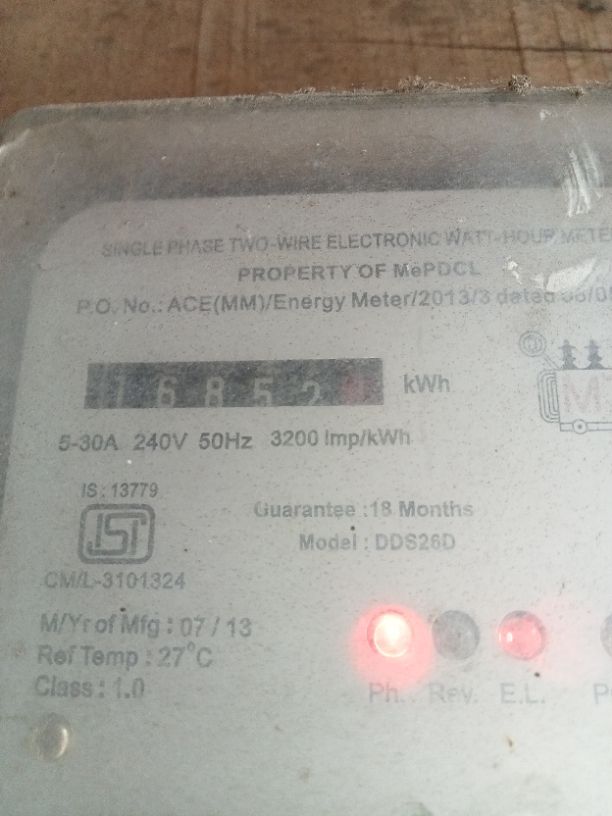 SINGLE PHASE TWO-WIRE ELECTRONIC WATT-HOUR METE
PROPERTY OF MePDCL
P.O. No.: ACE(MM)/Energy Meter/2013/3 dated
16852 kWh
5-30A 240V 50Hz 3200 Imp/kWh
IS : 13779
Guarantee :18 Months
Model : DDS26D
CM/L-3101324
M/Yr of Mfg : 07 / 13
Ref Temp : 27°C
Class : 1.0
Ph. Rev. E.L.